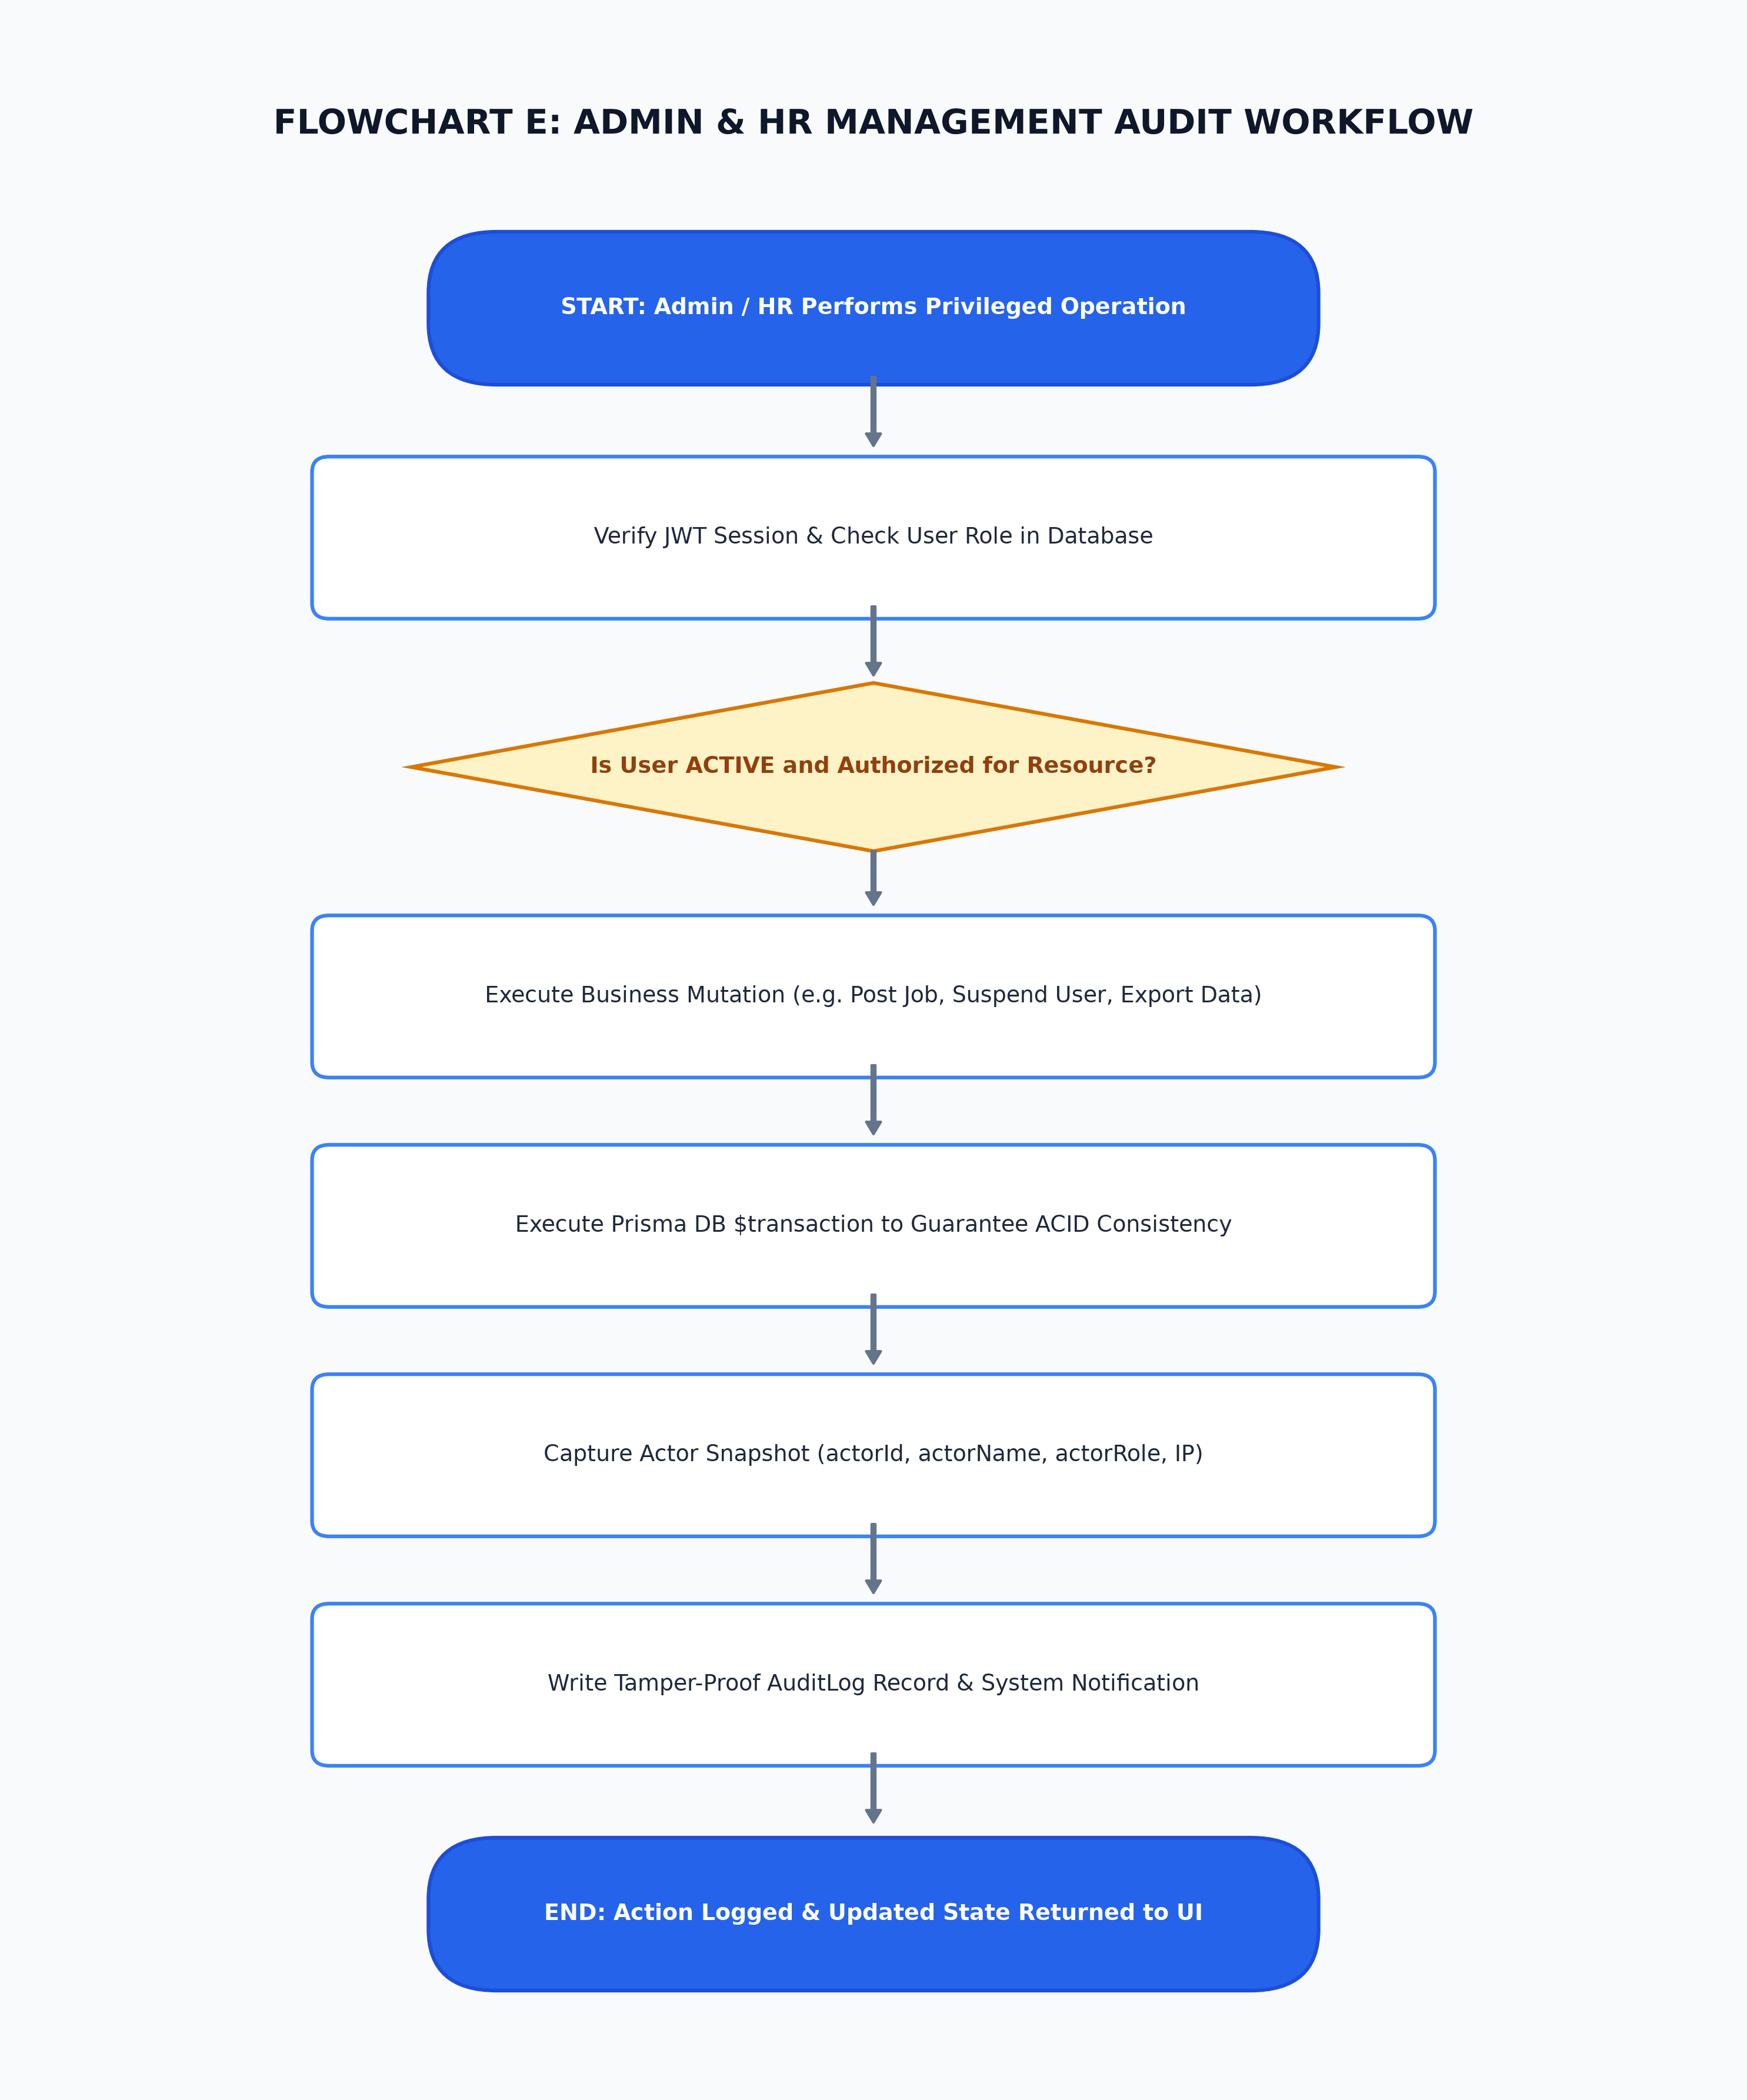 FLOWCHART E: ADMIN & HR MANAGEMENT AUDIT WORKFLOW
START: Admin / HR Performs Privileged Operation
Verify JWT Session & Check User Role in Database
Is User ACTIVE and Authorized for Resource?
Execute Business Mutation (e.g. Post Job, Suspend User, Export Data)
Execute Prisma DB $transaction to Guarantee ACID Consistency
Capture Actor Snapshot (actorId, actorName, actorRole, IP)
Write Tamper-Proof AuditLog Record & System Notification
END: Action Logged & Updated State Returned to UI